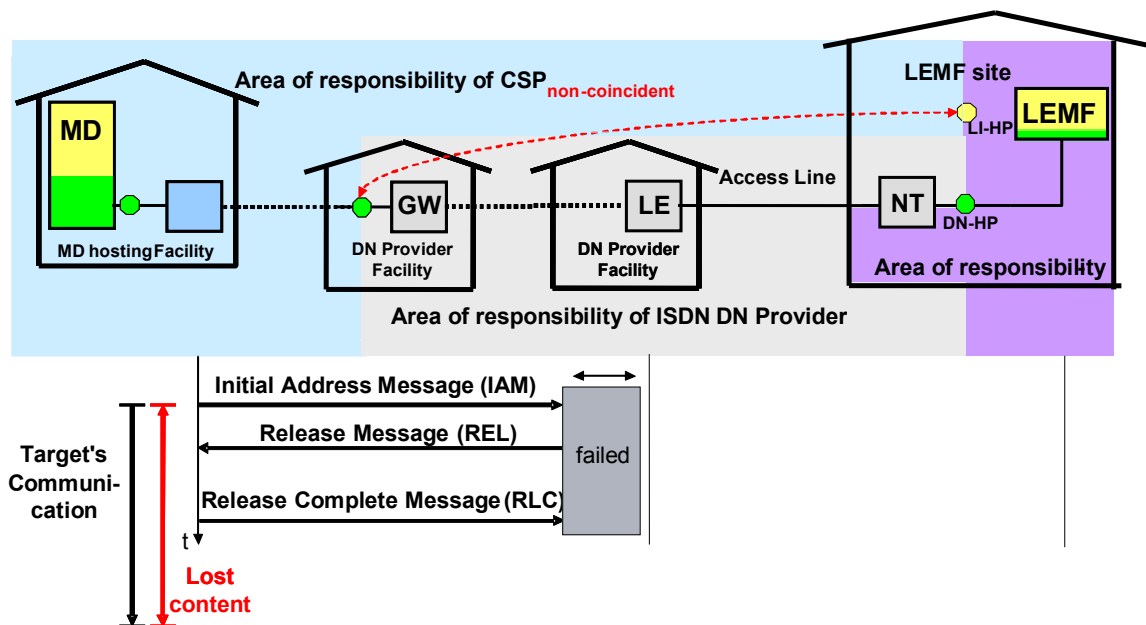 Area of responsibility of CSP non-coincident
LEMF site
MD
LEMF
LI-HP
Access Line
GW
LE
NT
DN-HP
MD hosting Facility
DN Provider
Facility
DN Provider
Facility
Area of responsibility
Area of responsibility of ISDN DN Provider
Initial Address Message (IAM)
Release Message (REL)
failed
Target's
Communi-
cation
Release Complete Message (RLC)
t
Lost
content